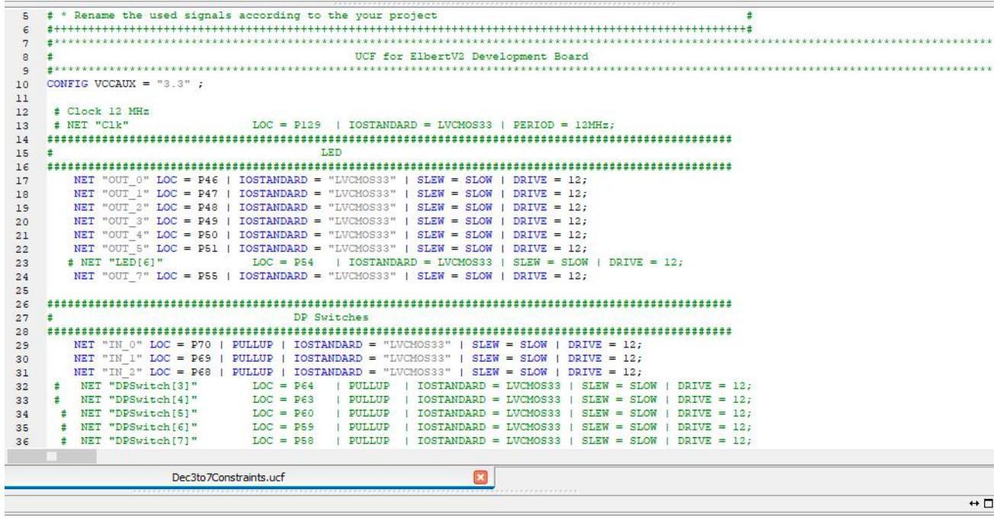 5 # * Rename the used signals according to the your project #
6 #+++++++++++++++++++++++++++++++++++++++++++++++++++++++++++++++++++++++++++++++++++++++++++++++++++++#
7 #******************************************************************************************************************************************
8 # UCF for ElbertV2 Development Board
9 #******************************************************************************************************************************************
10 CONFIG VCCAUX = "3.3" ;
11
12 # Clock 12 MHz
13 # NET "Clk" LOC = P129 | IOSTANDARD = LVCMOS33 | PERIOD = 12MHz;
14 ####################################################################################################
15 # LED
16 ####################################################################################################
17 NET "OUT_0" LOC = P46 | IOSTANDARD = "LVCMOS33" | SLEW = SLOW | DRIVE = 12;
18 NET "OUT_1" LOC = P47 | IOSTANDARD = "LVCMOS33" | SLEW = SLOW | DRIVE = 12;
19 NET "OUT_2" LOC = P48 | IOSTANDARD = "LVCMOS33" | SLEW = SLOW | DRIVE = 12;
20 NET "OUT_3" LOC = P49 | IOSTANDARD = "LVCMOS33" | SLEW = SLOW | DRIVE = 12;
21 NET "OUT_4" LOC = P50 | IOSTANDARD = "LVCMOS33" | SLEW = SLOW | DRIVE = 12;
22 NET "OUT_5" LOC = P51 | IOSTANDARD = "LVCMOS33" | SLEW = SLOW | DRIVE = 12;
23 # NET "LED[6]" LOC = P54 | IOSTANDARD = LVCMOS33 | SLEW = SLOW | DRIVE = 12;
24 NET "OUT_7" LOC = P55 | IOSTANDARD = "LVCMOS33" | SLEW = SLOW | DRIVE = 12;
25
26 ####################################################################################################
27 # DP Switches
28 ####################################################################################################
29 NET "IN_0" LOC = P70 | PULLUP | IOSTANDARD = "LVCMOS33" | SLEW = SLOW | DRIVE = 12;
30 NET "IN_1" LOC = P69 | PULLUP | IOSTANDARD = "LVCMOS33" | SLEW = SLOW | DRIVE = 12;
31 NET "IN_2" LOC = P68 | PULLUP | IOSTANDARD = "LVCMOS33" | SLEW = SLOW | DRIVE = 12;
32 # NET "DPSwitch[3]" LOC = P64 | PULLUP | IOSTANDARD = LVCMOS33 | SLEW = SLOW | DRIVE = 12;
33 # NET "DPSwitch[4]" LOC = P63 | PULLUP | IOSTANDARD = LVCMOS33 | SLEW = SLOW | DRIVE = 12;
34 # NET "DPSwitch[5]" LOC = P60 | PULLUP | IOSTANDARD = LVCMOS33 | SLEW = SLOW | DRIVE = 12;
35 # NET "DPSwitch[6]" LOC = P59 | PULLUP | IOSTANDARD = LVCMOS33 | SLEW = SLOW | DRIVE = 12;
36 # NET "DPSwitch[7]" LOC = P58 | PULLUP | IOSTANDARD = LVCMOS33 | SLEW = SLOW | DRIVE = 12;
Dec3to7Constraints.ucf